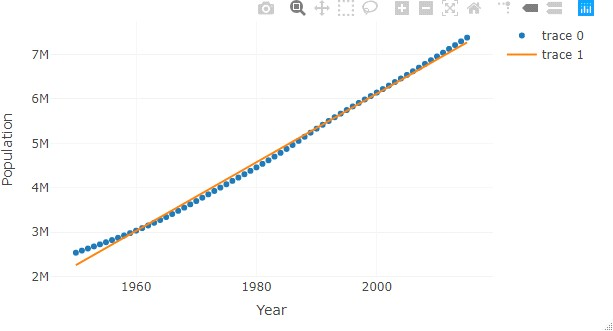 trace 0
trace 1
7M
6M
5M
4M
3M
2M
Population
1960
1980
2000
Year